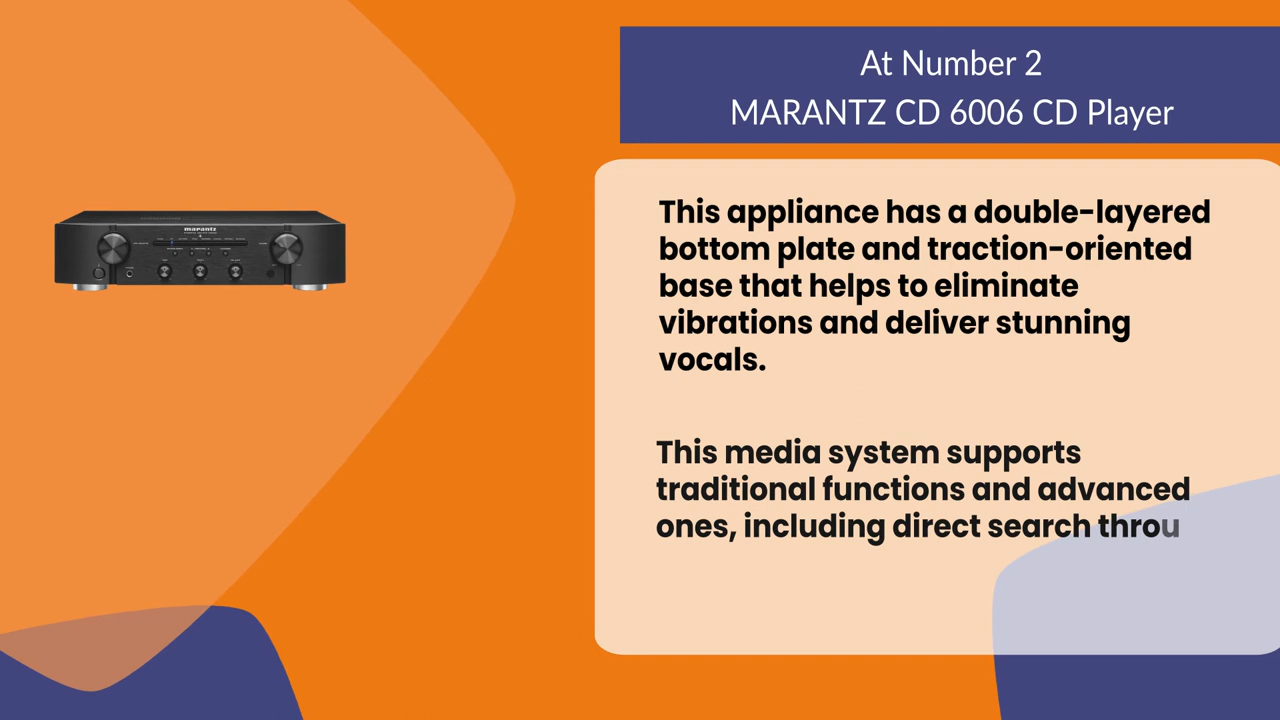 At Number 2
MARANTZ CD 6006 CD Player
marantz
This appliance has a double-layered
bottom plate and traction-oriented
base that helps to eliminate
vibrations and deliver stunning
vocals.
This media system supports
traditional functions and advanced
ones, including direct search throu